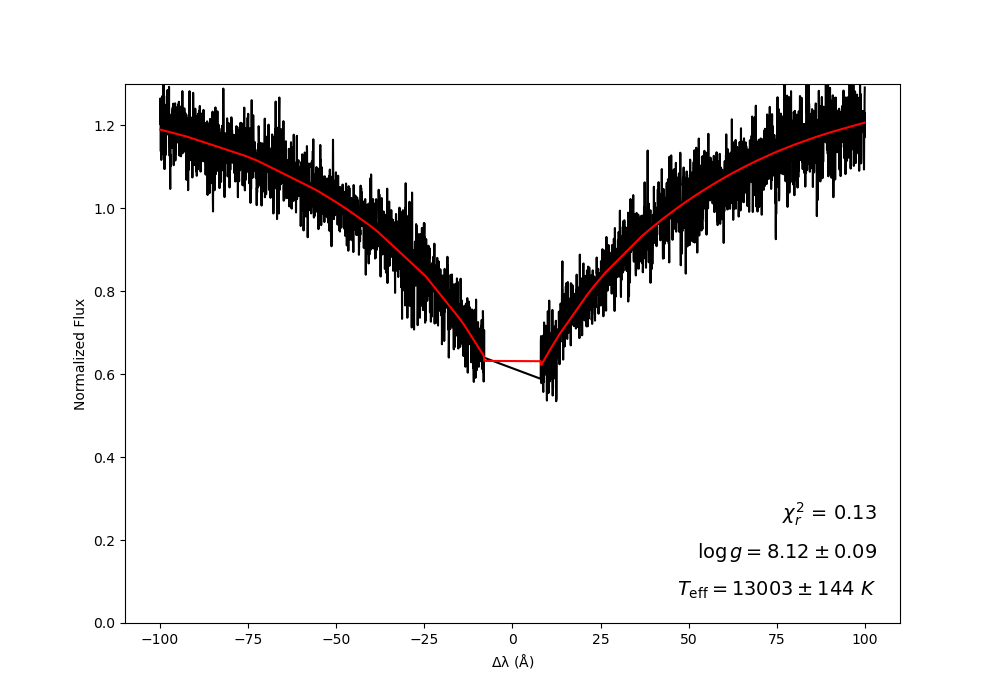 1.2
1.0
0.8
0.6
0.4
0.2
0.0
Normalized Flux
χ²ᵣ = 0.13
log g = 8.12 ± 0.09
T_eff = 13003 ± 144 K
−100 −75 −50 −25 0 25 50 75 100
Δλ (Å)